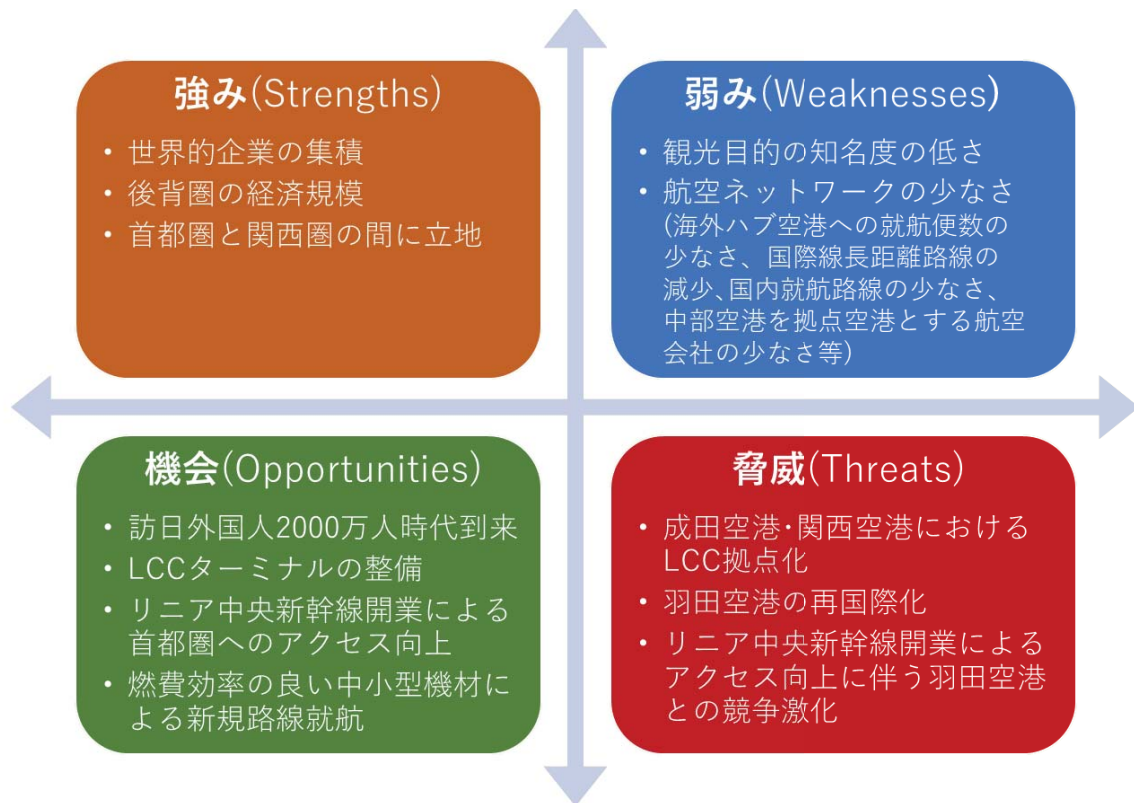 強み(Strengths)
・世界的企業の集積
・後背圏の経済規模
・首都圏と関西圏の間に立地
弱み(Weaknesses)
・観光目的の知名度の低さ
・航空ネットワークの少なさ
(海外ハブ空港への就航便数の
少なさ、国際線長距離路線の
減少、国内就航路線の少なさ、
中部空港を拠点空港とする航空
会社の少なさ等)
機会(Opportunities)
・訪日外国人2000万人時代到来
・LCCターミナルの整備
・リニア中央新幹線開業による
首都圏へのアクセス向上
・燃費効率の良い中小型機材に
よる新規路線就航
脅威(Threats)
・成田空港･関西空港における
LCC拠点化
・羽田空港の再国際化
・リニア中央新幹線開業による
アクセス向上に伴う羽田空港
との競争激化